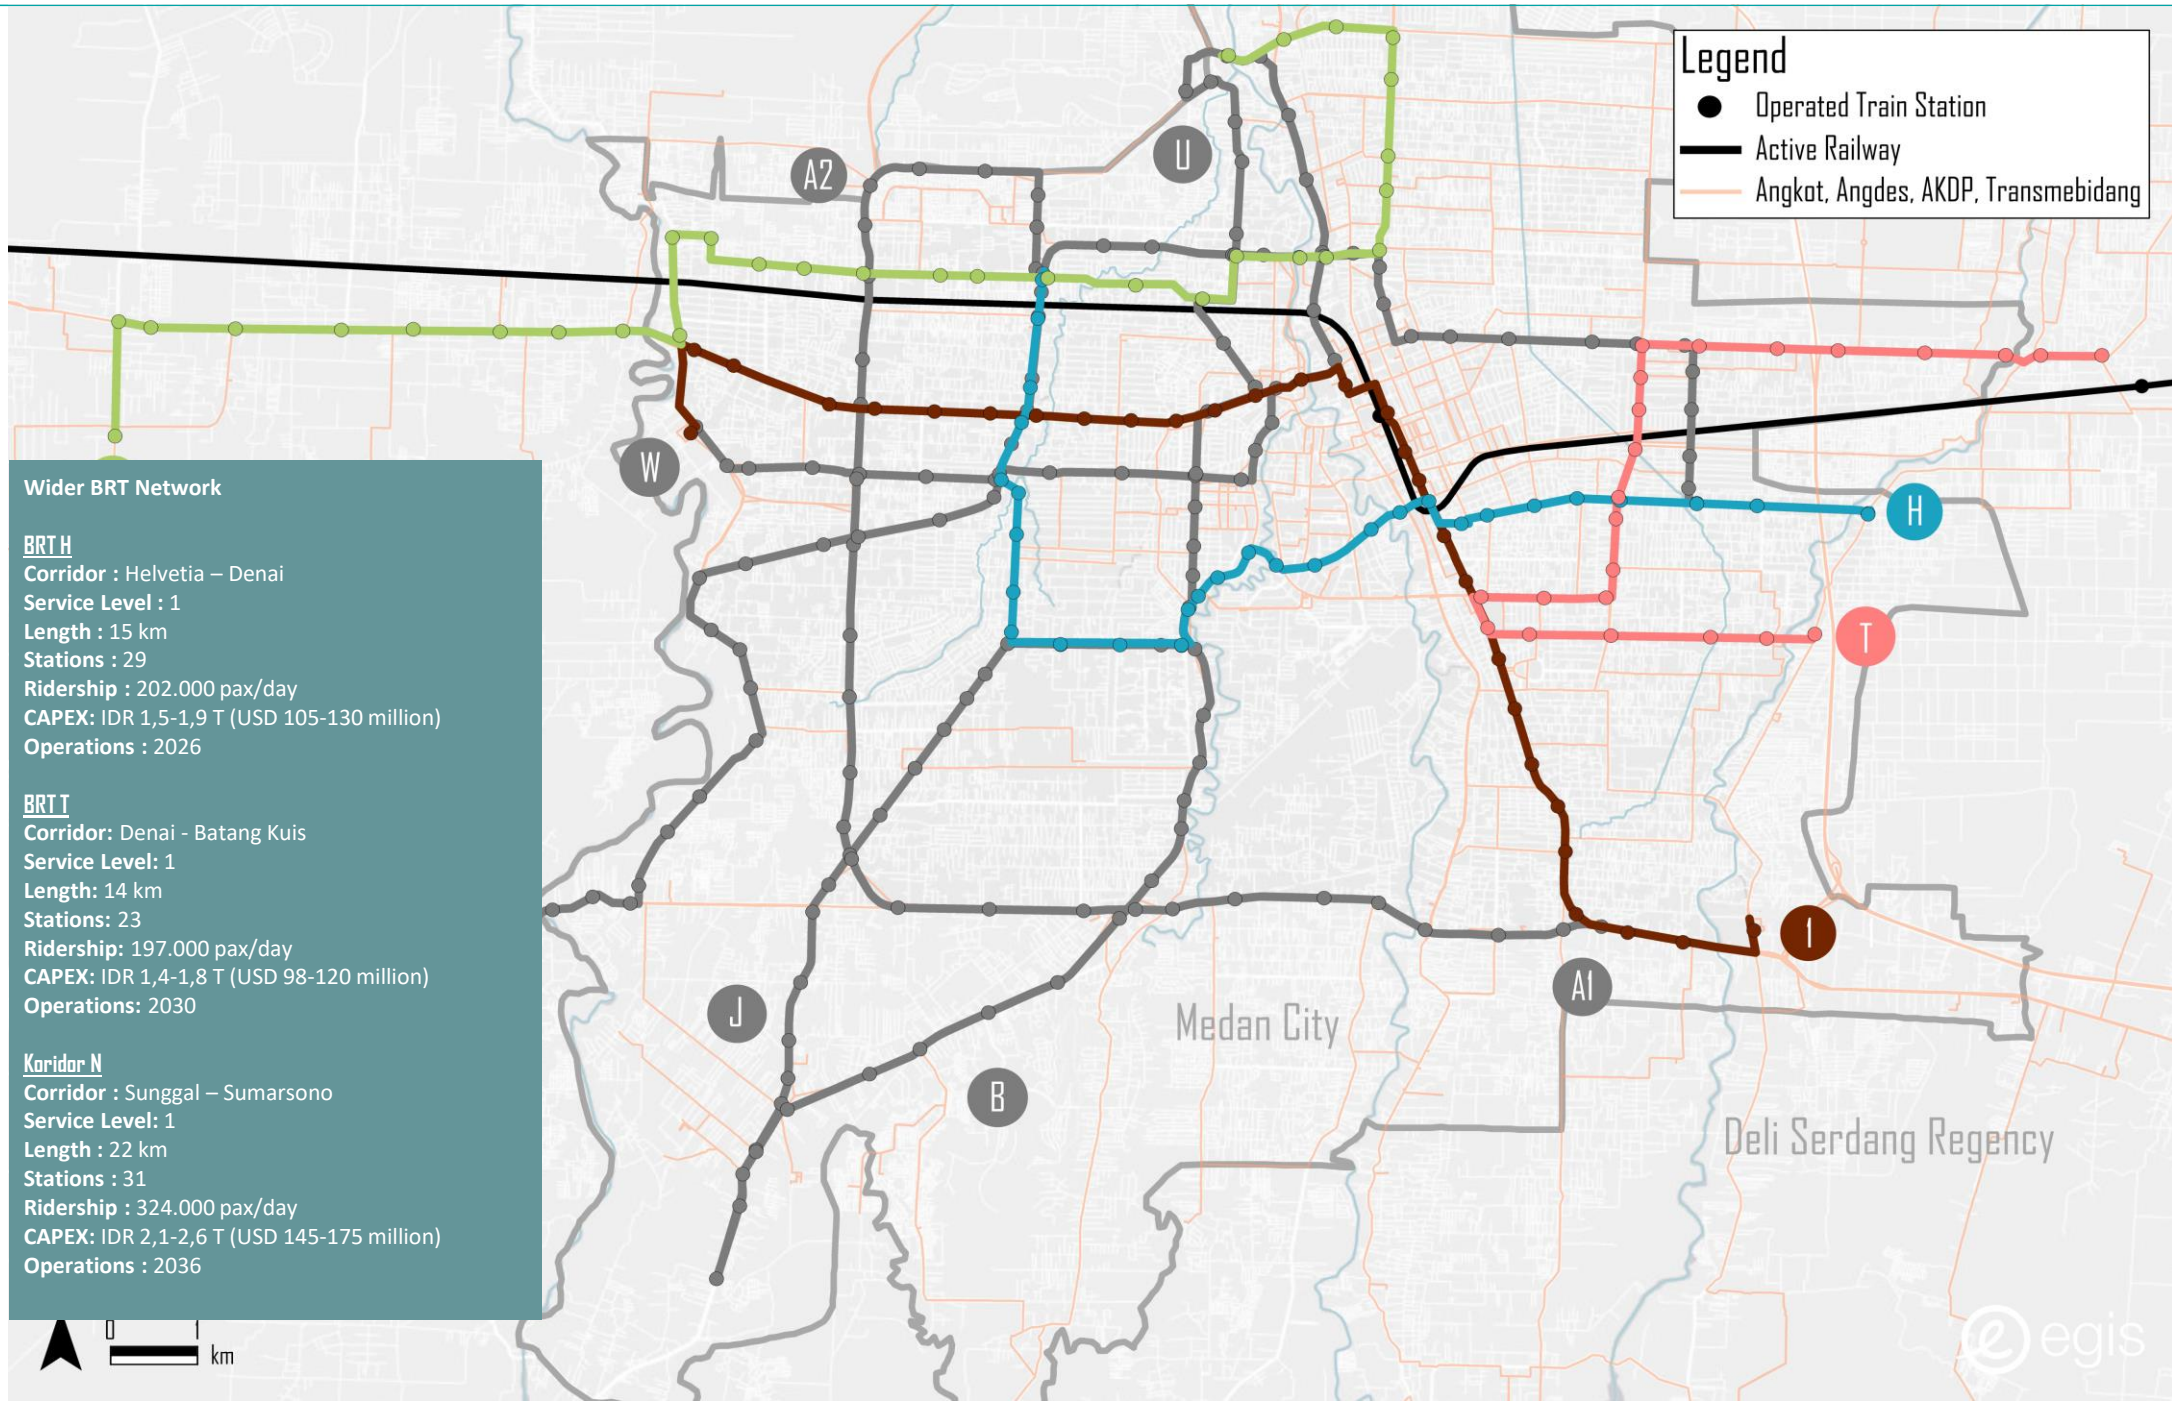 Legend
Operated Train Station
Active Railway
Angkot, Angdes, AKDP, Transmebidang
A2
U
W
H
T
1
A1
J
B
Medan City
Deli Serdang Regency
Wider BRT Network
BRT H
Corridor : Helvetia – Denai
Service Level : 1
Length : 15 km
Stations : 29
Ridership : 202.000 pax/day
CAPEX: IDR 1,5-1,9 T (USD 105-130 million)
Operations : 2026
BRT T
Corridor: Denai - Batang Kuis
Service Level: 1
Length: 14 km
Stations: 23
Ridership: 197.000 pax/day
CAPEX: IDR 1,4-1,8 T (USD 98-120 million)
Operations: 2030
Koridor N
Corridor : Sunggal – Sumarsono
Service Level: 1
Length : 22 km
Stations : 31
Ridership : 324.000 pax/day
CAPEX: IDR 2,1-2,6 T (USD 145-175 million)
Operations : 2036
0 1
km
e egis